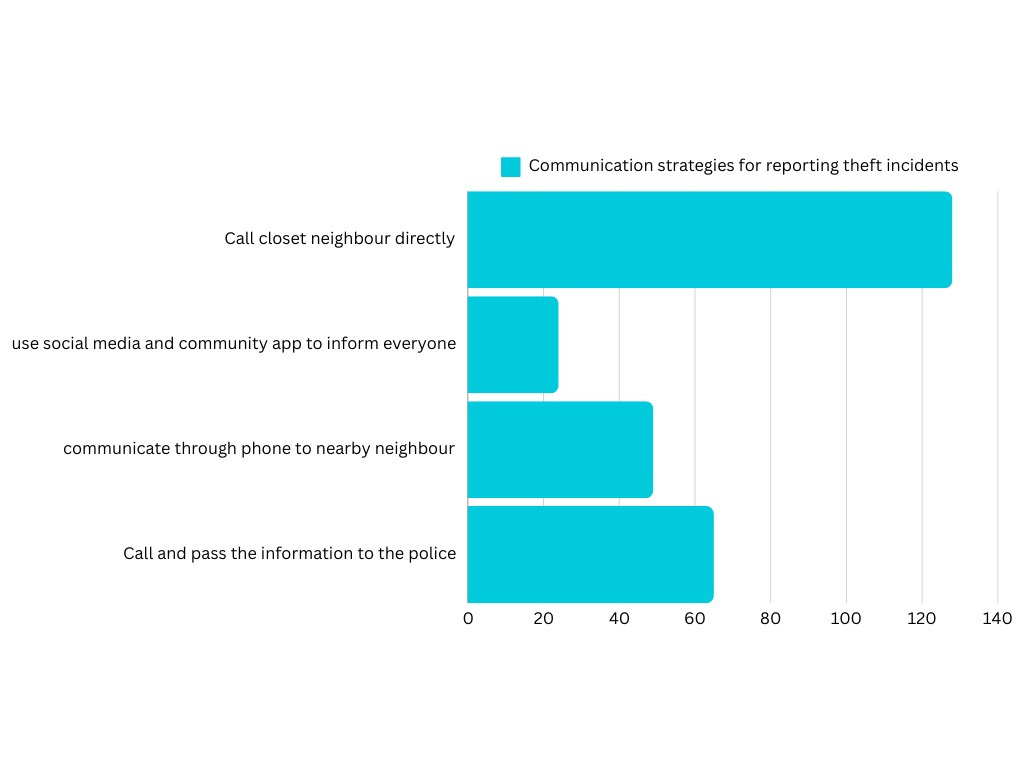 Communication strategies for reporting theft incidents
Call closet neighbour directly
use social media and community app to inform everyone
communicate through phone to nearby neighbour
Call and pass the information to the police
0 20 40 60 80 100 120 140